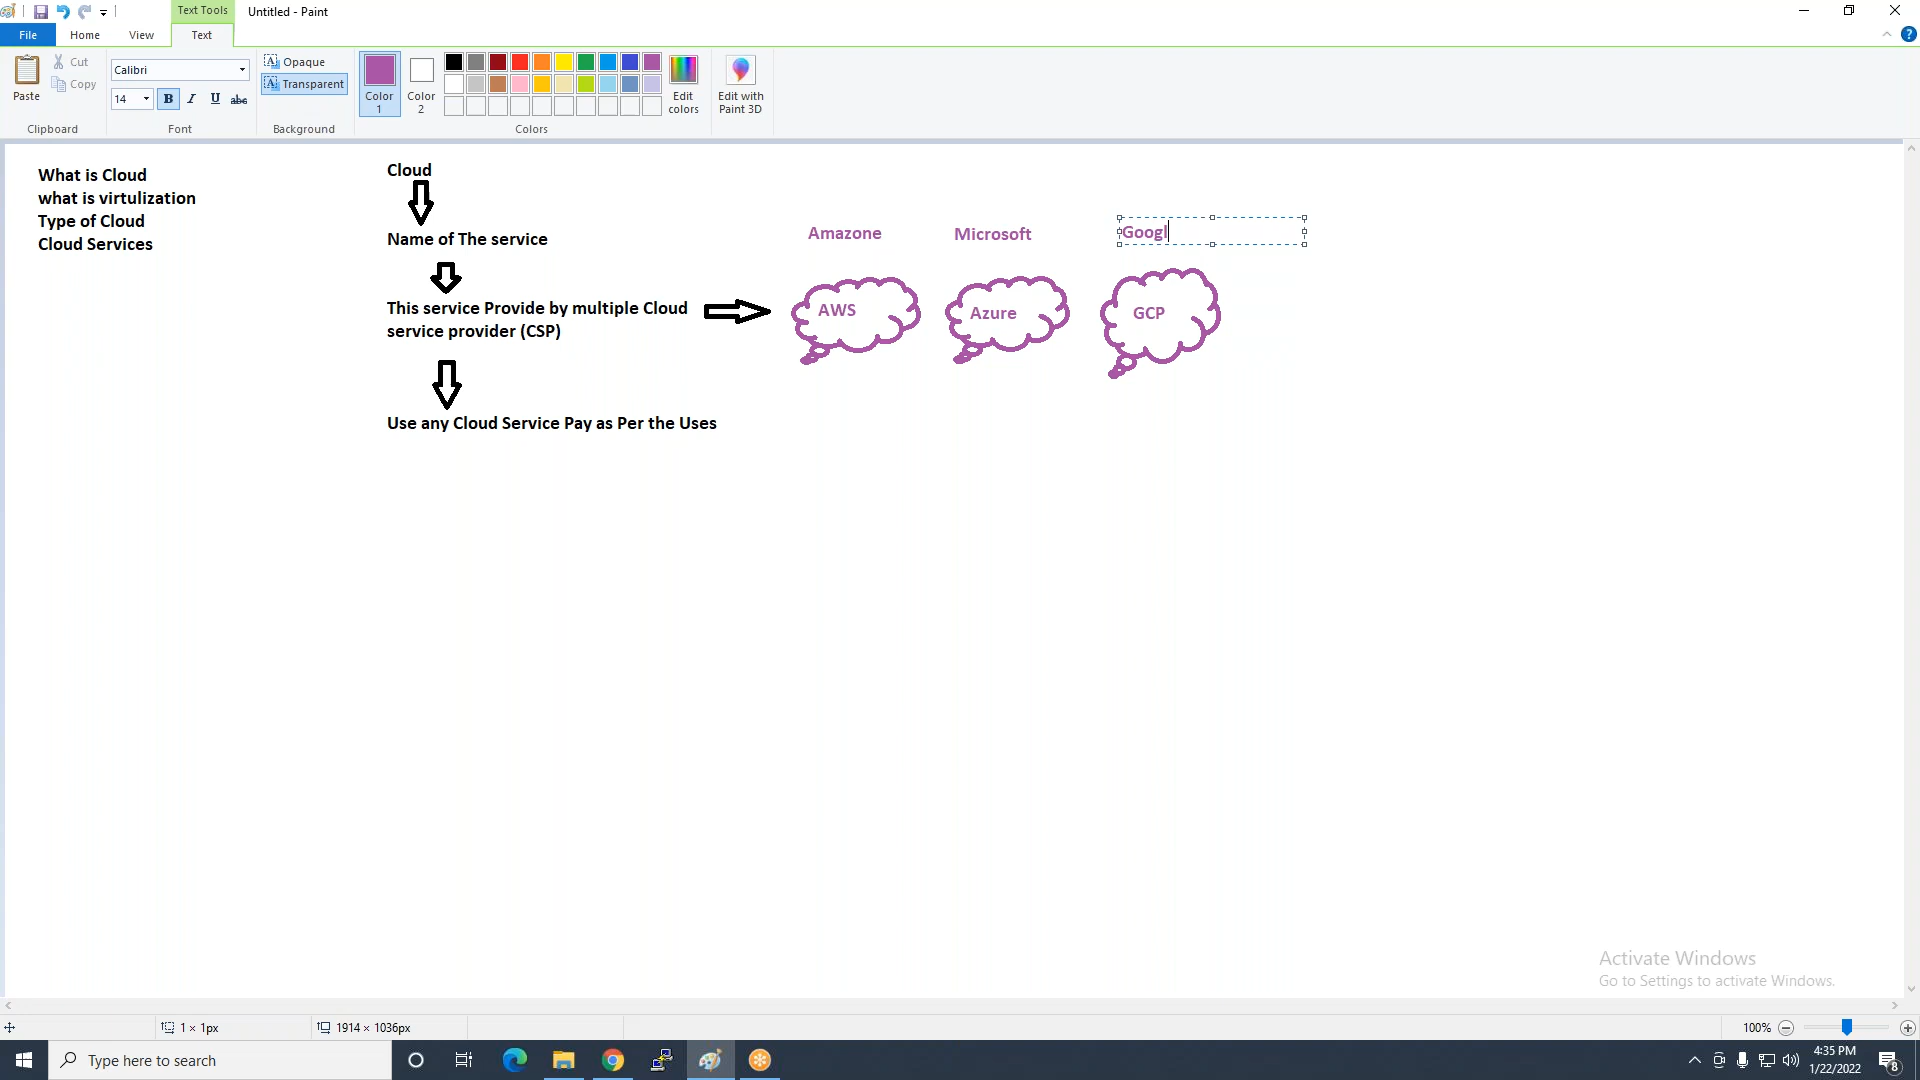 Text Tools
Untitled - Paint
File
Home
View
Text
?
Paste
Cut
Copy
Clipboard
Calibri
14
B
I
U
abc
Font
A Opaque
A Transparent
Background
Color
1
Color
2
Edit
colors
Colors
Edit with
Paint 3D
What is Cloud
what is virtulization
Type of Cloud
Cloud Services
Cloud
Name of The service
This service Provide by multiple Cloud
service provider (CSP)
Use any Cloud Service Pay as Per the Uses
Amazone
Microsoft
Googl
AWS
Azure
GCP
Activate Windows
Go to Settings to activate Windows.
1 × 1px
1914 × 1036px
100%
Type here to search
4:35 PM
1/22/2022
8